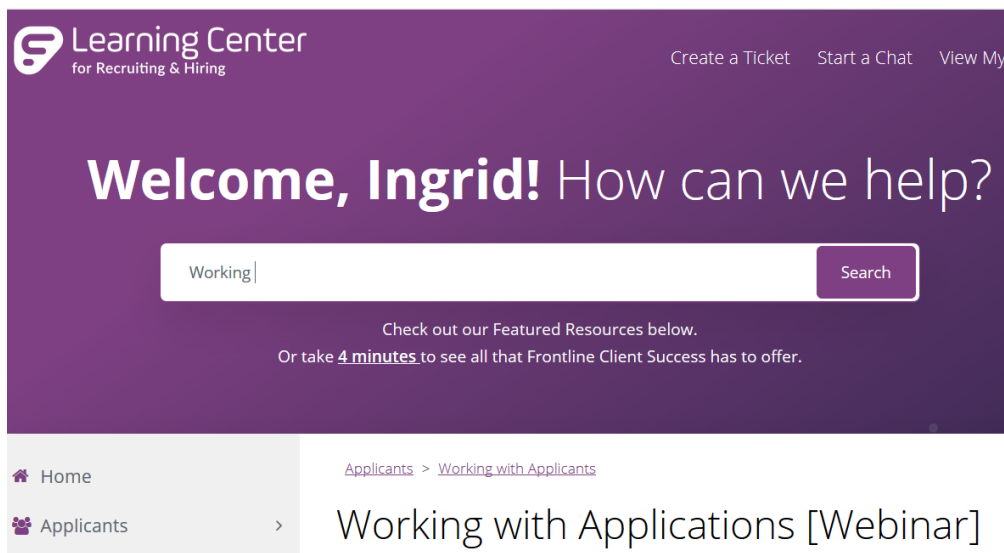 Learning Center
for Recruiting & Hiring
Create a Ticket Start a Chat View My
Welcome, Ingrid! How can we help?
Working
Search
Check out our Featured Resources below.
Or take 4 minutes to see all that Frontline Client Success has to offer.
Home
Applicants > Working with Applicants
Applicants >
Working with Applications [Webinar]